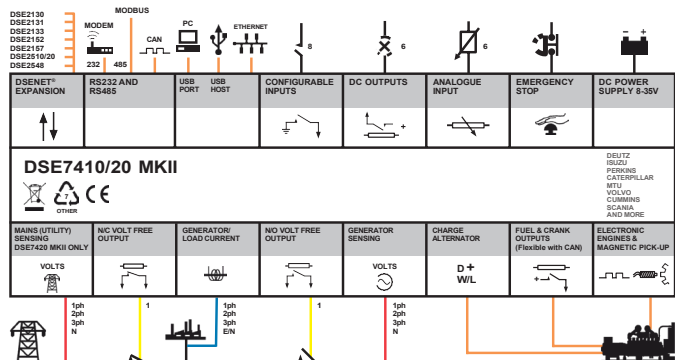 DSE2130
DSE2131
DSE2133
DSE2152
DSE2157
DSE2510/20
DSE2548
MODEM
232
MODBUS
485
CAN
PC
ETHERNET
8
6
6
- +
DSENET®
EXPANSION
RS232 AND
RS485
USB
PORT
USB
HOST
CONFIGURABLE
INPUTS
DC OUTPUTS
ANALOGUE
INPUT
EMERGENCY
STOP
DC POWER
SUPPLY 8-35V
+
DSE7410/20 MKII
7
OTHER
CE
DEUTZ
ISUZU
PERKINS
CATERPILLAR
MTU
VOLVO
CUMMINS
SCANIA
AND MORE
MAINS (UTILITY)
SENSING
DSE7420 MKII ONLY
VOLTS
N/C VOLT FREE
OUTPUT
GENERATOR/
LOAD CURRENT
N/O VOLT FREE
OUTPUT
GENERATOR
SENSING
VOLTS
CHARGE
ALTERNATOR
D+
W/L
FUEL & CRANK
OUTPUTS
(Flexible with CAN)
+
ELECTRONIC
ENGINES &
MAGNETIC PICK-UP
1ph
2ph
3ph
N
1
1ph
2ph
3ph
E/N
1
1ph
2ph
3ph
N